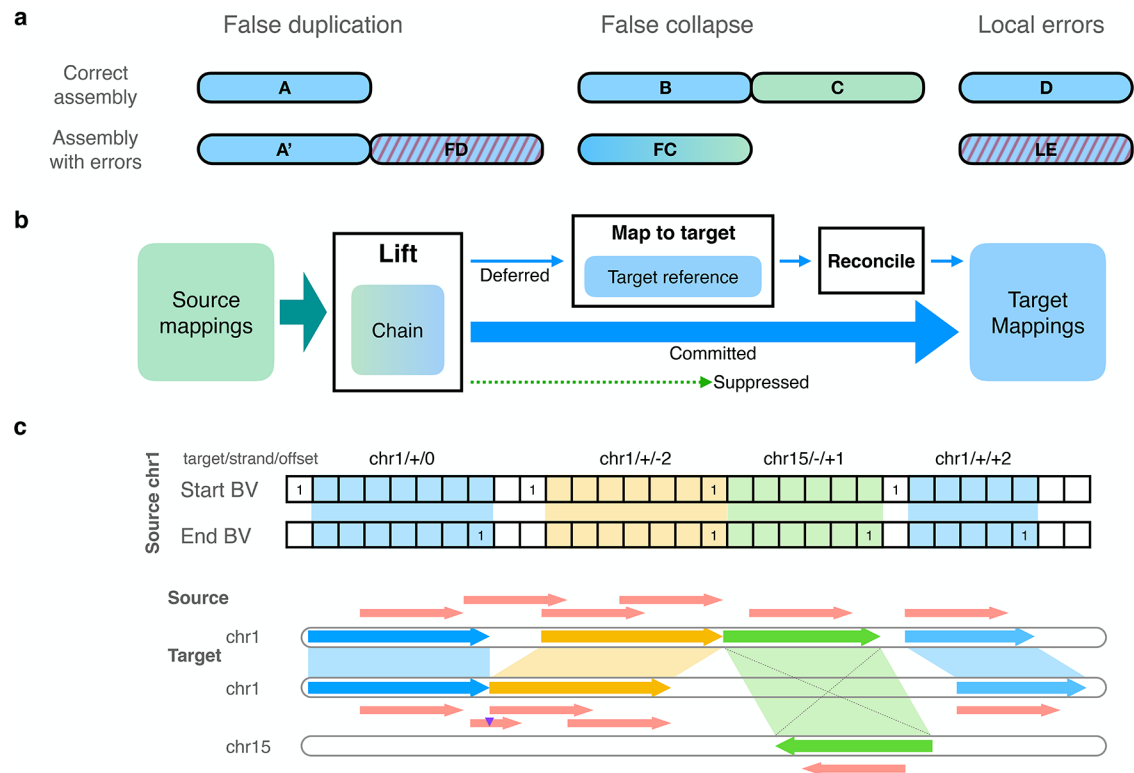 a
False duplication False collapse Local errors
Correct assembly A B C D
Assembly with errors A' FD FC LE
b
Source mappings
Lift
Chain
Deferred
Map to target
Target reference
Reconcile
Committed
Suppressed
Target Mappings
c
Source chr1
target/strand/offset chr1/+/0 chr1/+/-2 chr15/-/+1 chr1/+/+2
Start BV 1 1 1 1
End BV 1 1 1 1
Source
chr1
Target
chr1
chr15